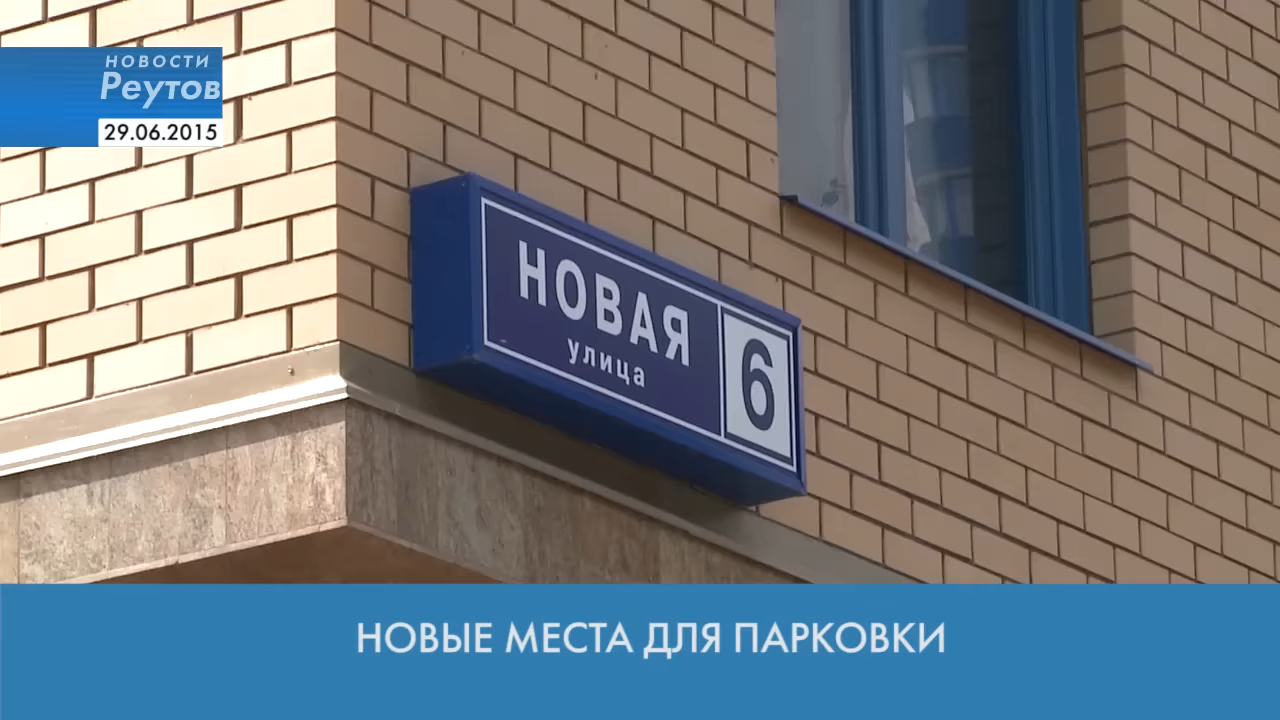 НОВОСТИ
Реутов
29.06.2015
НОВАЯ
улица
6
НОВЫЕ МЕСТА ДЛЯ ПАРКОВКИ